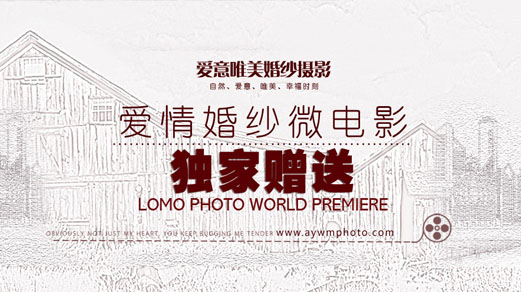 爱意唯美婚纱摄影
自然、爱意、唯美、幸福时刻
爱情婚纱微电影
独家赠送
LOMO PHOTO WORLD PREMIERE
OBVIOUSLY NOT JUST MY HEART, YOU KEEP BUGGING ME TENDER www.aywmphoto.com